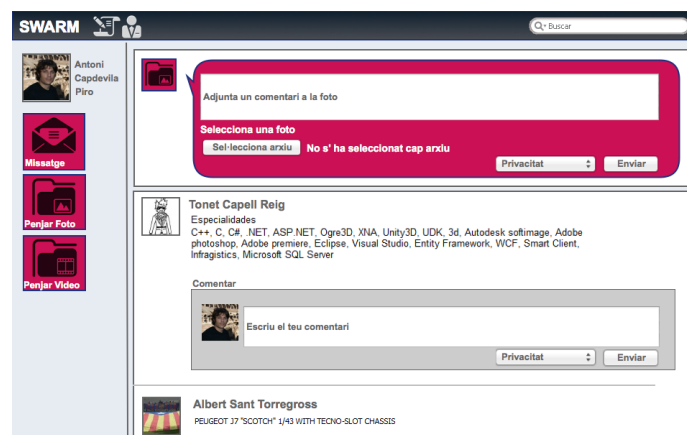 SWARM
Buscar
Antoni
Capdevila
Piro
Missatge
Penjar Foto
Penjar Video
Adjunta un comentari a la foto
Selecciona una foto
Sel·lecciona arxiu No s' ha seleccionat cap arxiu
Privacitat Enviar
Tonet Capell Reig
Especialidades
C++, C, C#, .NET, ASP.NET, Ogre3D, XNA, Unity3D, UDK, 3d, Autodesk softimage, Adobe
photoshop, Adobe premiere, Eclipse, Visual Studio, Entity Framework, WCF, Smart Client,
Infragistics, Microsoft SQL Server
Comentar
Escriu el teu comentari
Privacitat Enviar
Albert Sant Torregross
PEUGEOT J7 "SCOTCH" 1/43 WITH TECNO-SLOT CHASSIS